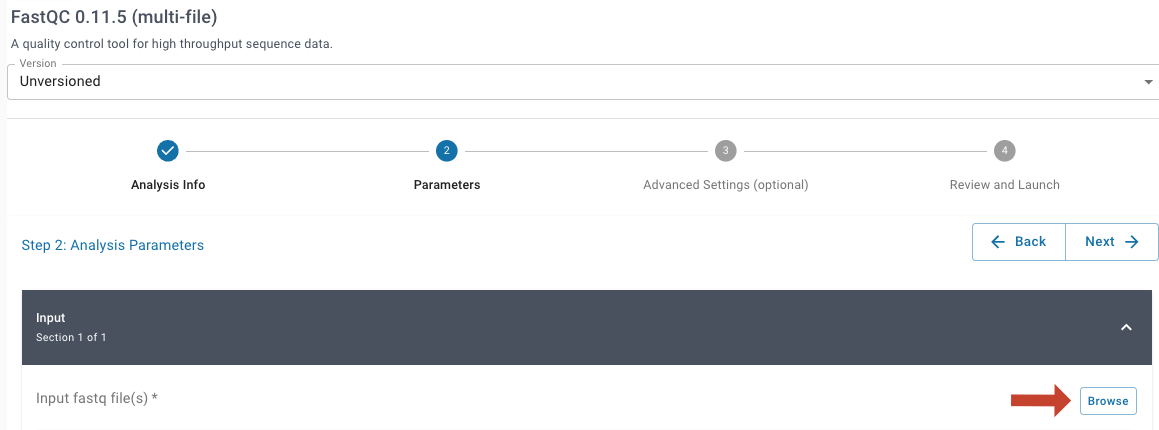 FastQC 0.11.5 (multi-file)
A quality control tool for high throughput sequence data.
Version
Unversioned
2
3
4
Analysis Info
Parameters
Advanced Settings (optional)
Review and Launch
Step 2: Analysis Parameters
Back
Next
Input
Section 1 of 1
Input fastq file(s) *
Browse